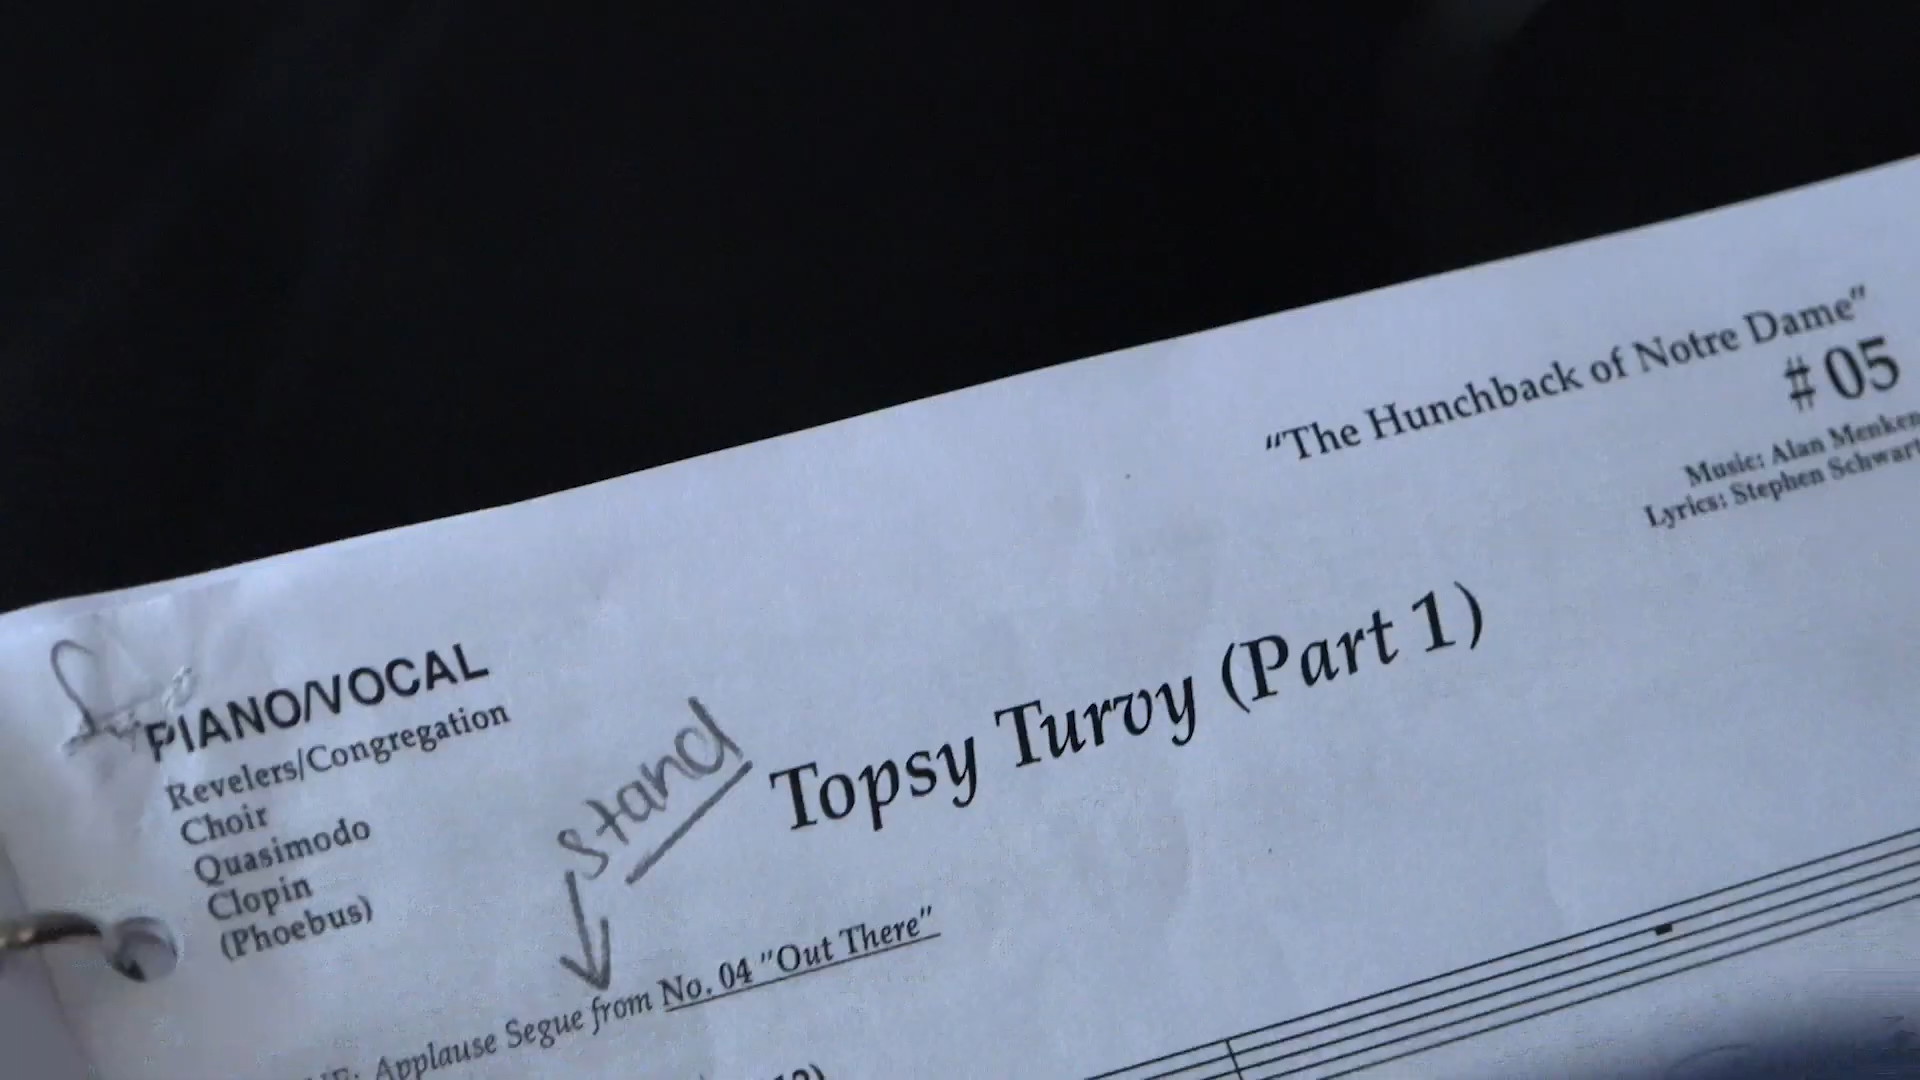 "The Hunchback of Notre Dame"
#05
Music: Alan Menken
Lyrics: Stephen Schwart
PIANO/VOCAL
Revelers/Congregation
Choir
Quasimodo
Clopin
(Phoebus)
stand
Topsy Turvy (Part 1)
Applause Segue from No. 04 "Out There"